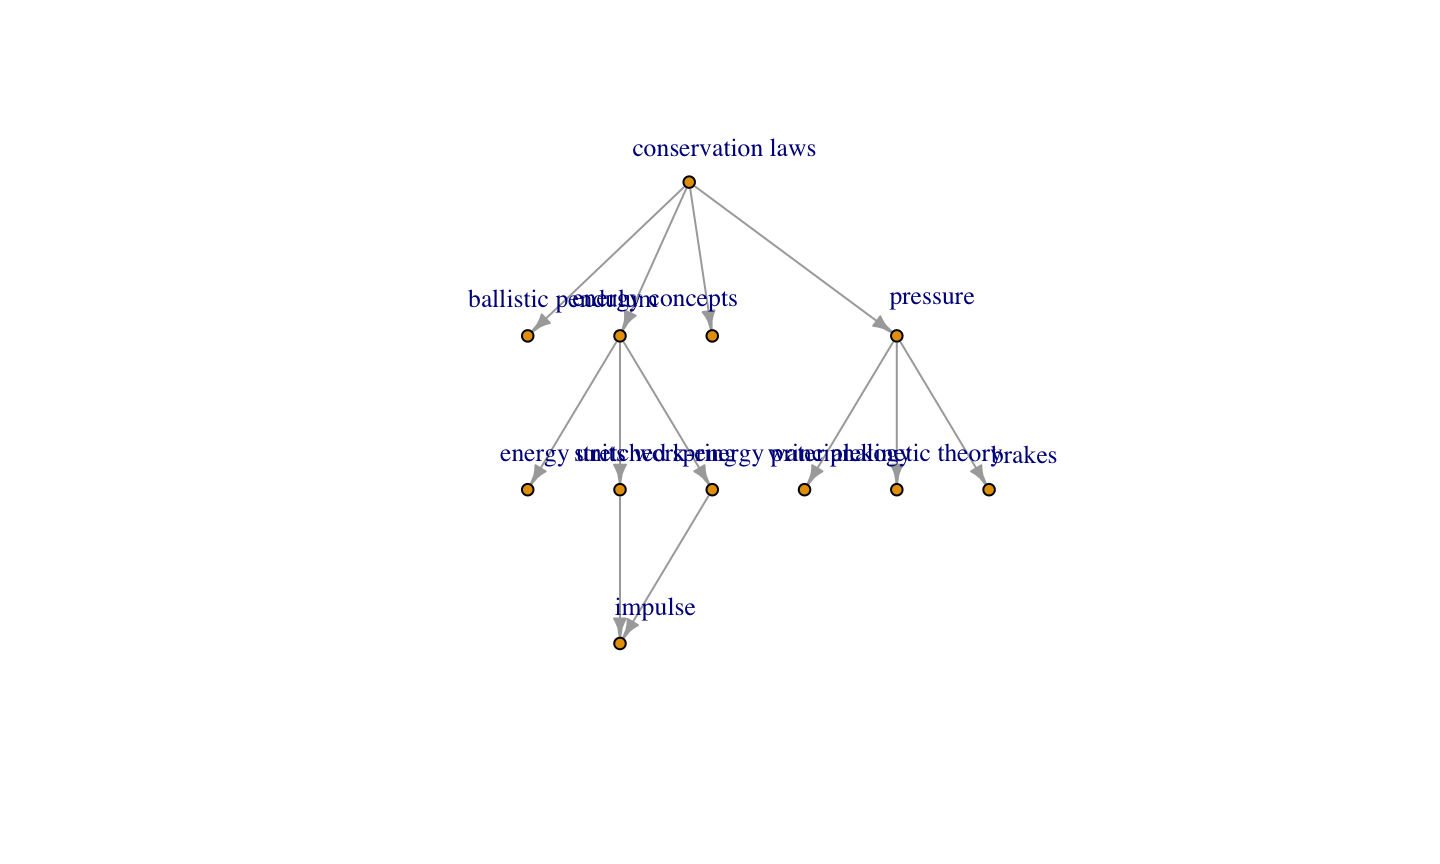 conservation laws
ballistic pendulum
energy concepts
pressure
energy units
stretched spring
work-energy principle
water analogy
kinetic theory
brakes
impulse